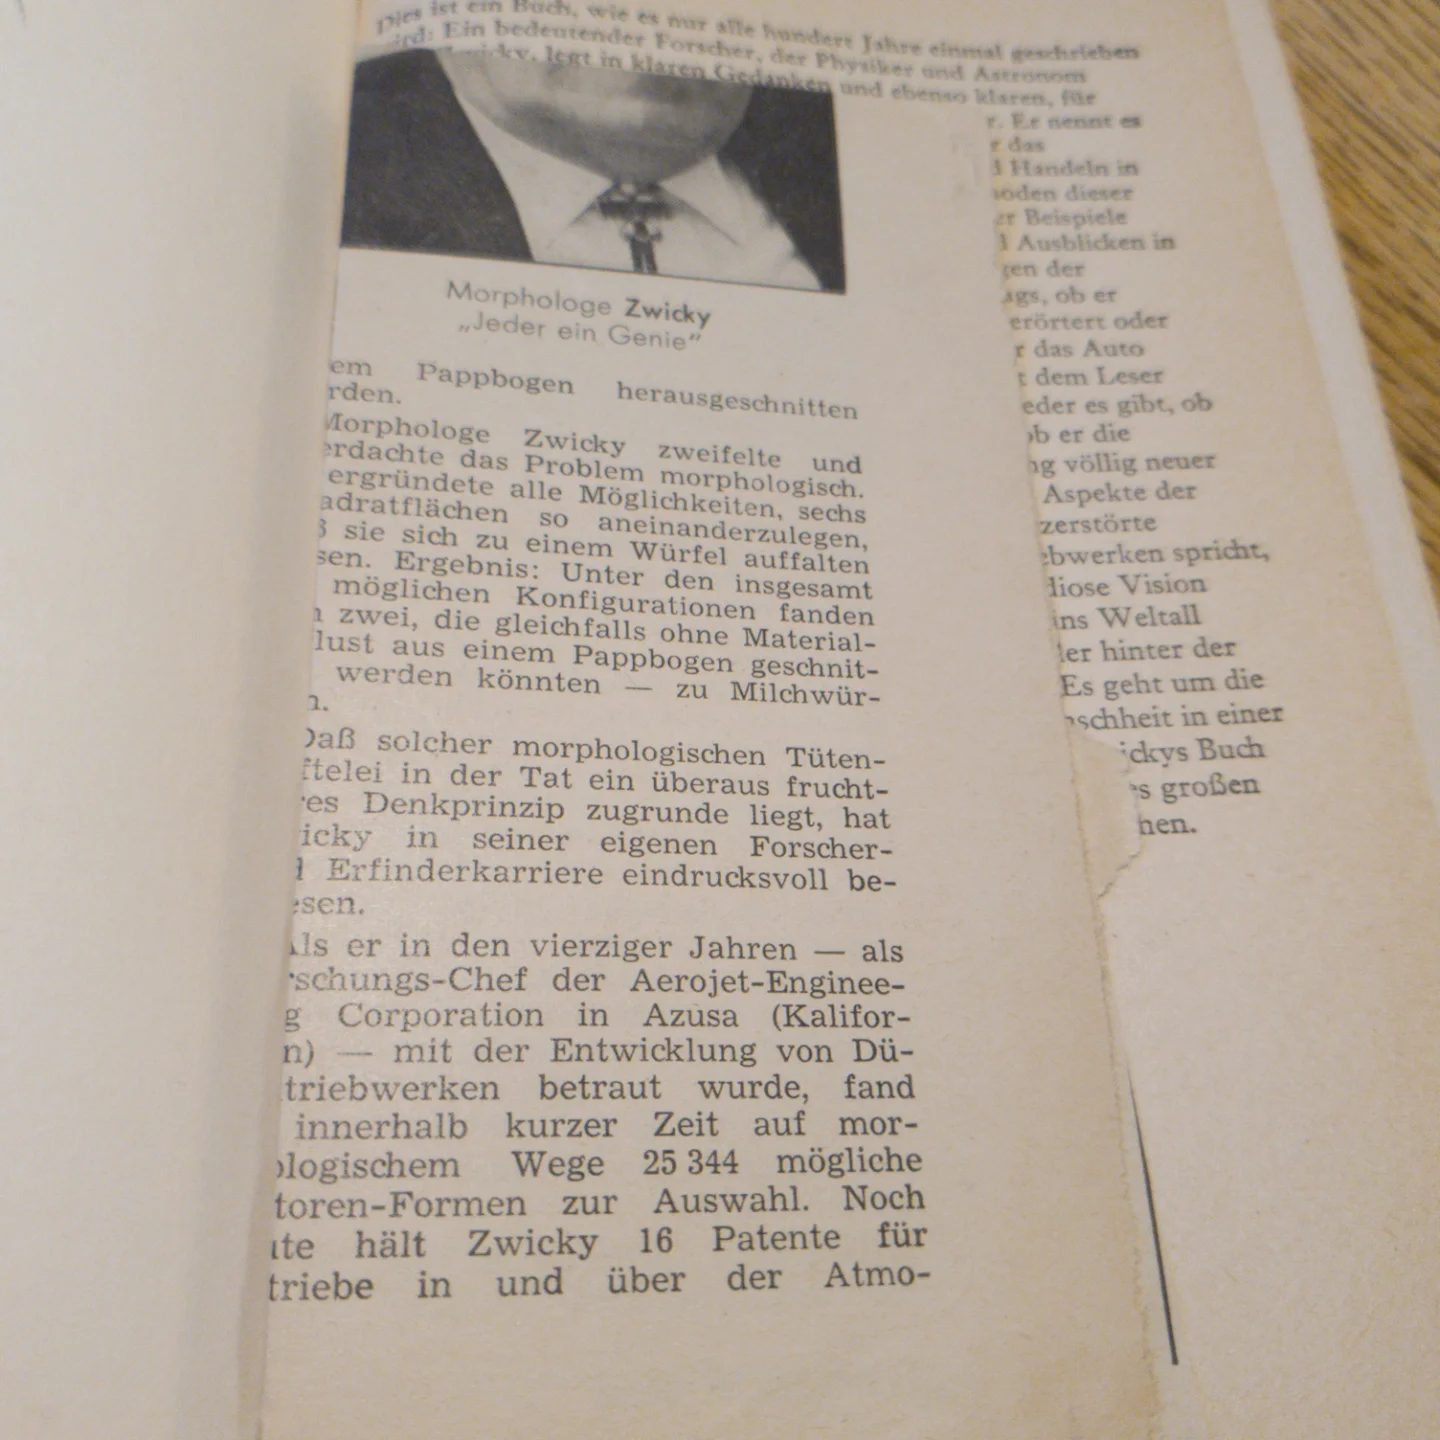 Dies ist ein Buch, wie es nur alle hundert Jahre einmal geschrieben
wird: Ein bedeutender Forscher, der Physiker und Astronom
Zwicky, legt in klaren Gedanken und ebenso klaren, für
r. Er nennt es
r das
d Handeln in
hoden dieser
er Beispiele
d Ausblicken in
gen der
ags, ob er
erörtert oder
r das Auto
t dem Leser
eder es gibt, ob
ob er die
ng völlig neuer
Aspekte der
zerstörte
ebwerken spricht,
diose Vision
ins Weltall
der hinter der
Es geht um die
nschheit in einer
ickys Buch
es großen
hen.
Morphologe Zwicky
„Jeder ein Genie“
em Pappbogen herausgeschnitten
rden.
Morphologe Zwicky zweifelte und
erdachte das Problem morphologisch.
ergründete alle Möglichkeiten, sechs
adratflächen so aneinanderzulegen,
ß sie sich zu einem Würfel auffalten
sen. Ergebnis: Unter den insgesamt
möglichen Konfigurationen fanden
h zwei, die gleichfalls ohne Material-
lust aus einem Pappbogen geschnit-
werden könnten — zu Milchwür-
n.
Daß solcher morphologischen Tüten-
ftelei in der Tat ein überaus frucht-
res Denkprinzip zugrunde liegt, hat
icky in seiner eigenen Forscher-
d Erfinderkarriere eindrucksvoll be-
esen.
Als er in den vierziger Jahren — als
rschungs-Chef der Aerojet-Enginee-
g Corporation in Azusa (Kalifor-
n) — mit der Entwicklung von Dü-
triebwerken betraut wurde, fand
innerhalb kurzer Zeit auf mor-
ologischem Wege 25 344 mögliche
toren-Formen zur Auswahl. Noch
ute hält Zwicky 16 Patente für
triebe in und über der Atmo-